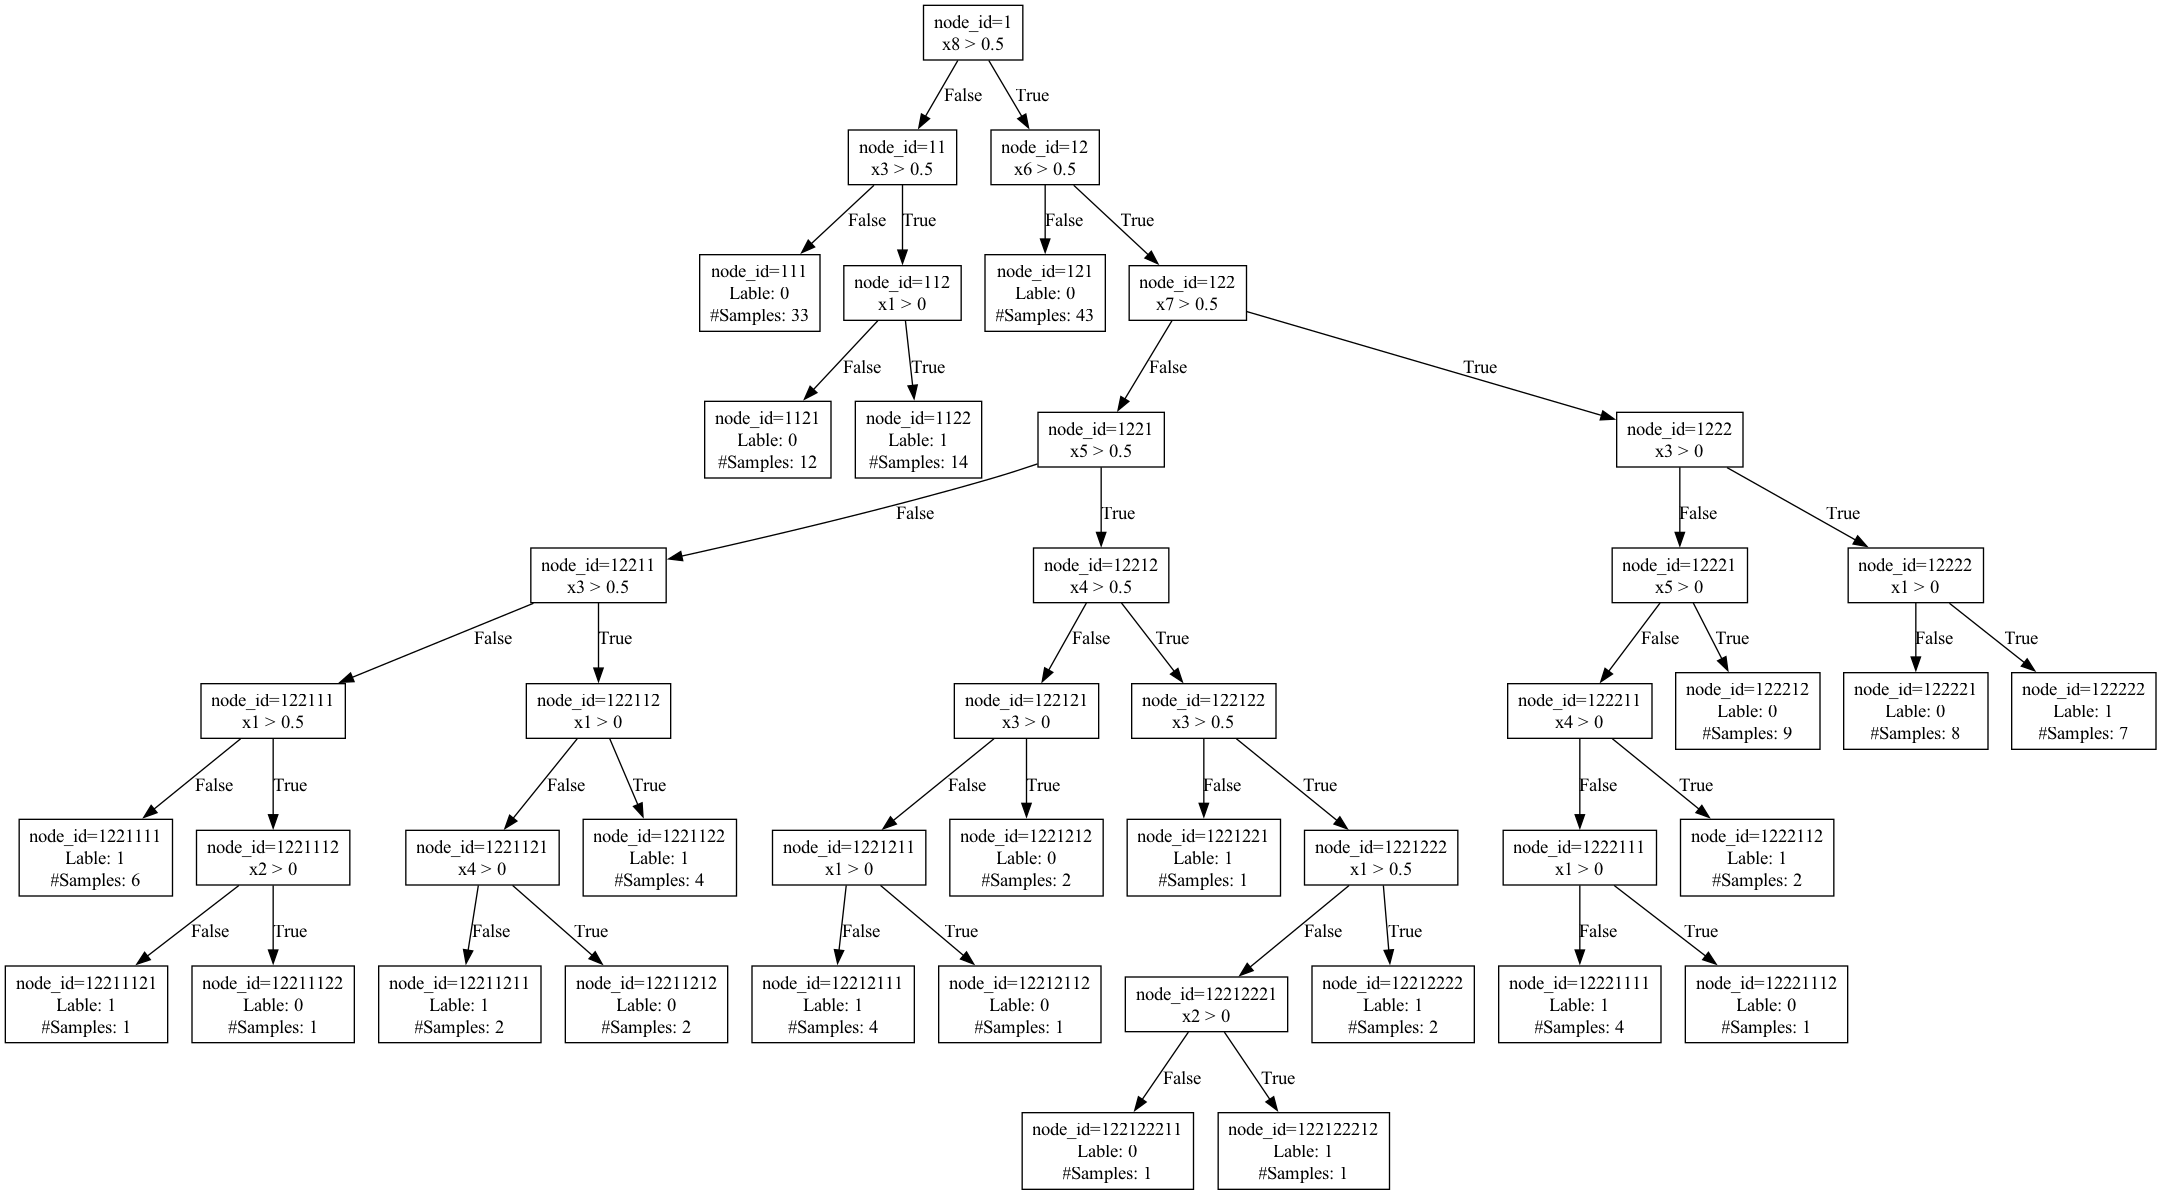 node_id=1
x8 > 0.5
False
True
node_id=11
x3 > 0.5
node_id=12
x6 > 0.5
False
True
False
True
node_id=111
Lable: 0
#Samples: 33
node_id=112
x1 > 0
node_id=121
Lable: 0
#Samples: 43
node_id=122
x7 > 0.5
False
True
False
True
node_id=1121
Lable: 0
#Samples: 12
node_id=1122
Lable: 1
#Samples: 14
node_id=1221
x5 > 0.5
node_id=1222
x3 > 0
False
True
False
True
node_id=12211
x3 > 0.5
node_id=12212
x4 > 0.5
node_id=12221
x5 > 0
node_id=12222
x1 > 0
False
True
False
True
False
True
False
True
node_id=122111
x1 > 0.5
node_id=122112
x1 > 0
node_id=122121
x3 > 0
node_id=122122
x3 > 0.5
node_id=122211
x4 > 0
node_id=122212
Lable: 0
#Samples: 9
node_id=122221
Lable: 0
#Samples: 8
node_id=122222
Lable: 1
#Samples: 7
False
True
False
True
False
True
False
True
False
True
node_id=1221111
Lable: 1
#Samples: 6
node_id=1221112
x2 > 0
node_id=1221121
x4 > 0
node_id=1221122
Lable: 1
#Samples: 4
node_id=1221211
x1 > 0
node_id=1221212
Lable: 0
#Samples: 2
node_id=1221221
Lable: 1
#Samples: 1
node_id=1221222
x1 > 0.5
node_id=1222111
x1 > 0
node_id=1222112
Lable: 1
#Samples: 2
False
True
False
True
False
True
False
True
False
True
node_id=12211121
Lable: 1
#Samples: 1
node_id=12211122
Lable: 0
#Samples: 1
node_id=12211211
Lable: 1
#Samples: 2
node_id=12211212
Lable: 0
#Samples: 2
node_id=12212111
Lable: 1
#Samples: 4
node_id=12212112
Lable: 0
#Samples: 1
node_id=12212221
x2 > 0
node_id=12212222
Lable: 1
#Samples: 2
node_id=12221111
Lable: 1
#Samples: 4
node_id=12221112
Lable: 0
#Samples: 1
False
True
node_id=122122211
Lable: 0
#Samples: 1
node_id=122122212
Lable: 1
#Samples: 1